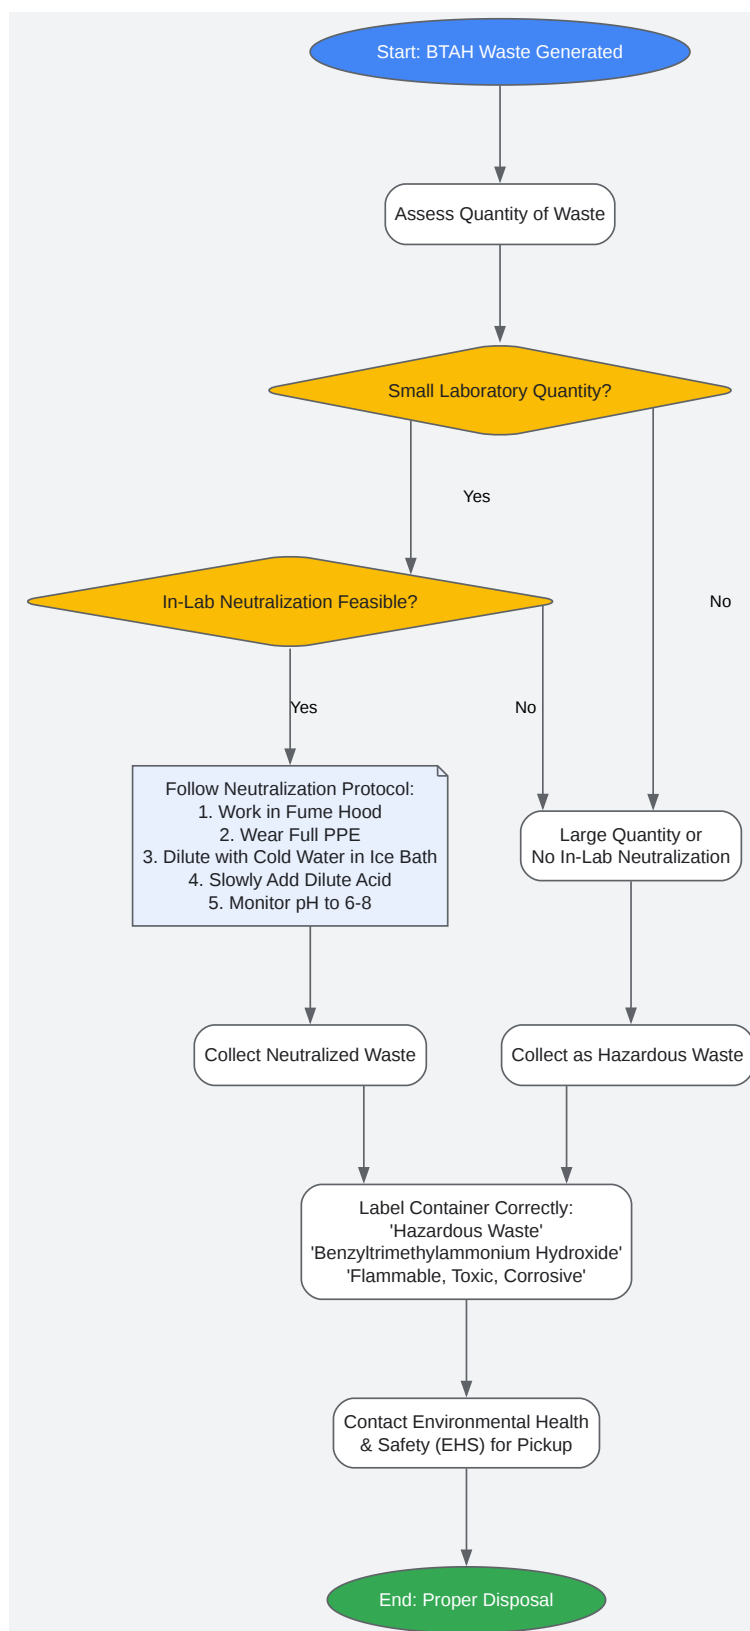 Start: BTAH Waste Generated
Assess Quantity of Waste
Small Laboratory Quantity?
Yes
No
In-Lab Neutralization Feasible?
Yes
No
Follow Neutralization Protocol:
1. Work in Fume Hood
2. Wear Full PPE
3. Dilute with Cold Water in Ice Bath
4. Slowly Add Dilute Acid
5. Monitor pH to 6-8
Large Quantity or
No In-Lab Neutralization
Collect Neutralized Waste
Collect as Hazardous Waste
Label Container Correctly:
'Hazardous Waste'
'Benzyltrimethylammonium Hydroxide'
'Flammable, Toxic, Corrosive'
Contact Environmental Health
& Safety (EHS) for Pickup
End: Proper Disposal